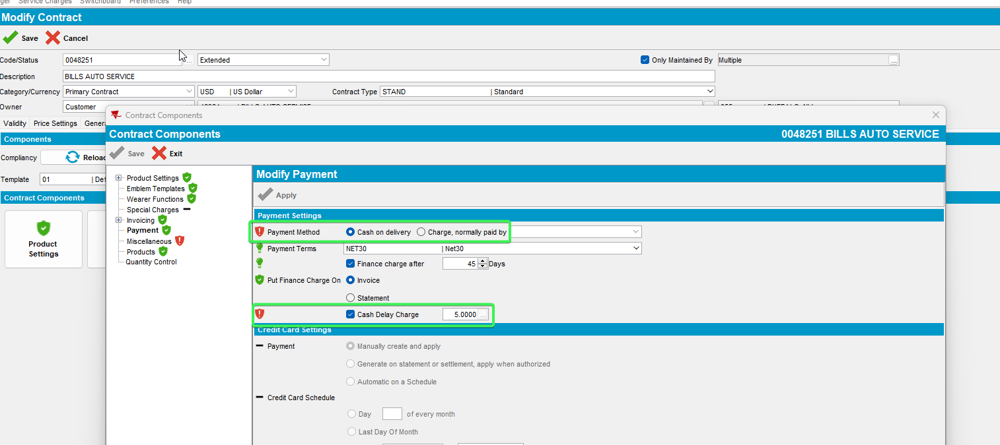 Service Charges Switchboard Preferences Help
Modify Contract
Save Cancel
Code/Status 0048251 ... Extended Only Maintained By Multiple ...
Description BILLS AUTO SERVICE
Category/Currency Primary Contract USD | US Dollar Contract Type STAND | Standard
Owner Customer
Validity Price Settings
Components
Compliancy Reload
Template 01
Contract Components
Product
Settings
Contract Components
Contract Components 0048251 BILLS AUTO SERVICE
Save Exit
Product Settings
Emblem Templates
Wearer Functions
Special Charges
Invoicing
Payment
Miscellaneous
Products
Quantity Control
Modify Payment
Apply
Payment Settings
Payment Method Cash on delivery Charge, normally paid by
Payment Terms NET30 | Net30
Finance charge after 45 Days
Put Finance Charge On Invoice
Statement
Cash Delay Charge 5.0000 ...
Credit Card Settings
Payment Manually create and apply
Generate on statement or settlement, apply when authorized
Automatic on a Schedule
Credit Card Schedule
Day of every month
Last Day Of Month